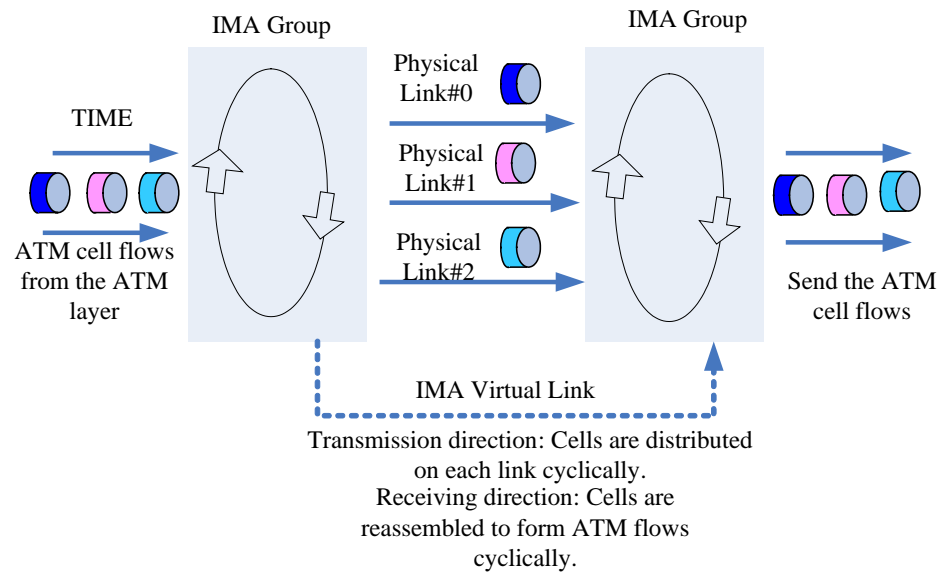 IMA Group
IMA Group
TIME
ATM cell flows
from the ATM
layer
Physical
Link#0
Physical
Link#1
Physical
Link#2
Send the ATM
cell flows
IMA Virtual Link
Transmission direction: Cells are distributed
on each link cyclically.
Receiving direction: Cells are
reassembled to form ATM flows
cyclically.